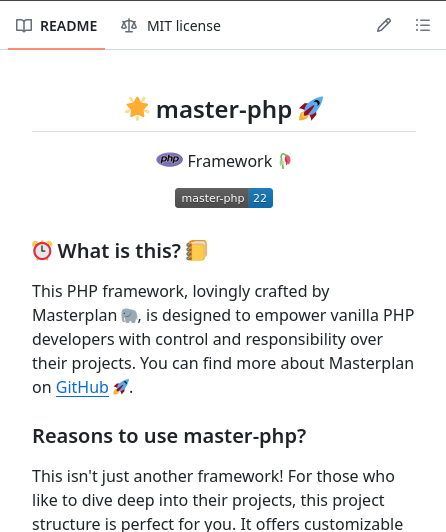 README MIT license
🌟 master-php 🚀
php Framework
master-php 22
⏰ What is this? 📒
This PHP framework, lovingly crafted by
Masterplan 🐘, is designed to empower vanilla PHP
developers with control and responsibility over
their projects. You can find more about Masterplan
on GitHub 🚀.
Reasons to use master-php?
This isn't just another framework! For those who
like to dive deep into their projects, this project
structure is perfect for you. It offers customizable